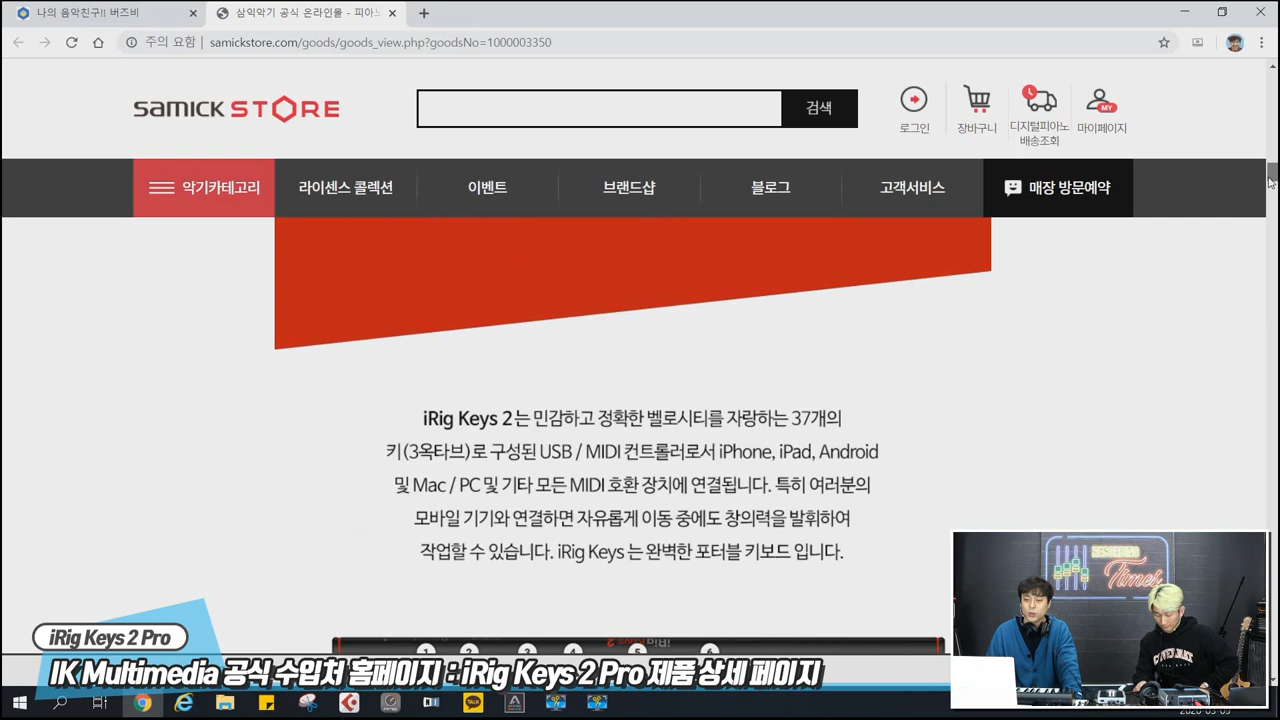 나의 음악친구!! 버즈비
삼익악기 공식 온라인몰 - 피아노
주의 요함 | samickstore.com/goods/goods_view.php?goodsNo=1000003350
samick STORE
검색
로그인
장바구니
디지털피아노
배송조회
MY
마이페이지
악기카테고리
라이센스 콜렉션
이벤트
브랜드샵
블로그
고객서비스
매장 방문예약
iRig Keys 2는 민감하고 정확한 벨로시티를 자랑하는 37개의
키(3옥타브)로 구성된 USB / MIDI 컨트롤러로서 iPhone, iPad, Android
및 Mac / PC 및 기타 모든 MIDI 호환 장치에 연결됩니다. 특히 여러분의
모바일 기기와 연결하면 자유롭게 이동 중에도 창의력을 발휘하여
작업할 수 있습니다. iRig Keys 는 완벽한 포터블 키보드 입니다.
Times
iRig Keys 2 Pro
IK Multimedia 공식 수입처 홈페이지 : iRig Keys 2 Pro 제품 상세 페이지
TALK